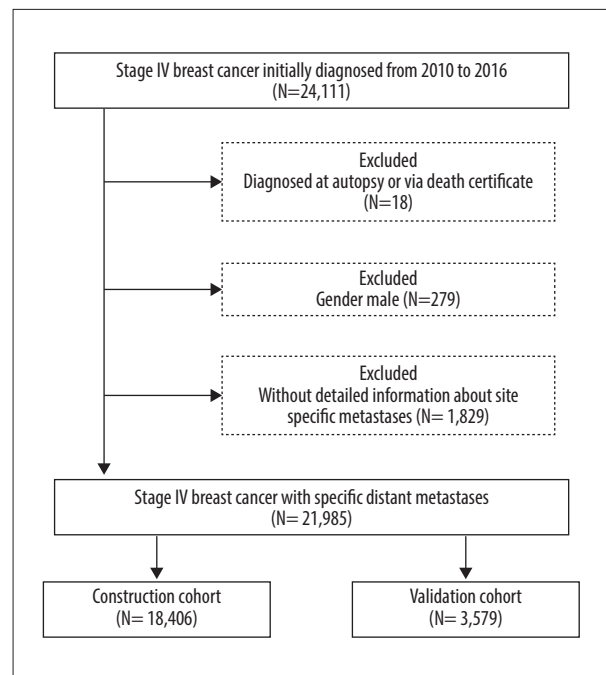 Stage IV breast cancer initially diagnosed from 2010 to 2016
(N=24,111)
Excluded
Diagnosed at autopsy or via death certificate
(N=18)
Excluded
Gender male (N=279)
Excluded
Without detailed information about site
specific metastases (N= 1,829)
Stage IV breast cancer with specific distant metastases
(N= 21,985)
Construction cohort
(N= 18,406)
Validation cohort
(N= 3,579)